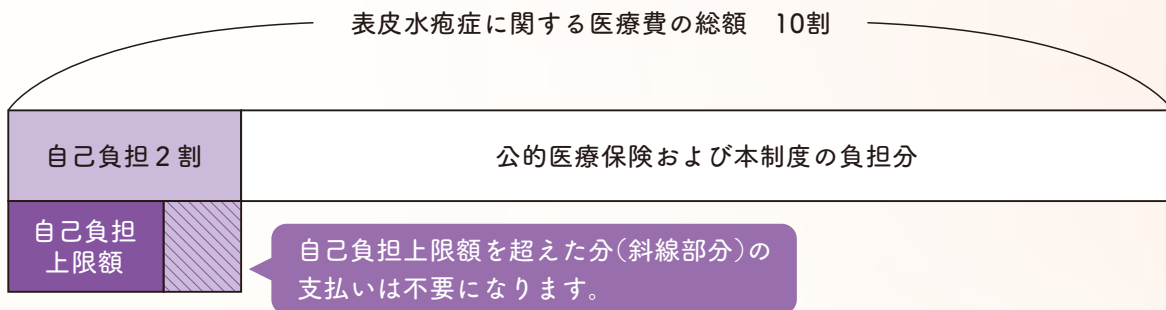 表皮水疱症に関する医療費の総額　10割
自己負担２割
公的医療保険および本制度の負担分
自己負担
上限額
自己負担上限額を超えた分（斜線部分）の
支払いは不要になります。